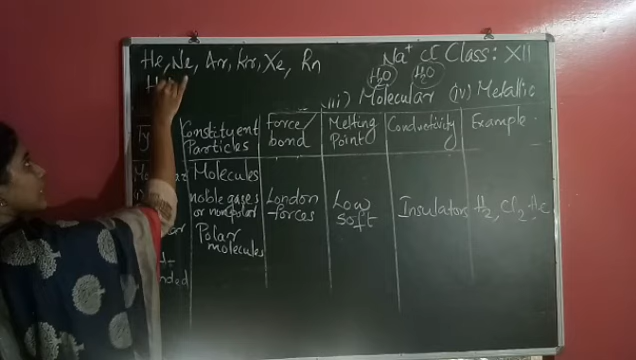 He, Ne, Ar, Kr, Xe, Rn
Na⁺ Cl⁻ Class: XII
H₂O H₂O
iii) Molecular (iv) Metallic
Constituent Particles
Force/bond
Melting Point
Conductivity
Example
Molecules
noble gases or nonpolar
London forces
Low soft
Insulators
H₂, Cl₂, He
Polar molecules